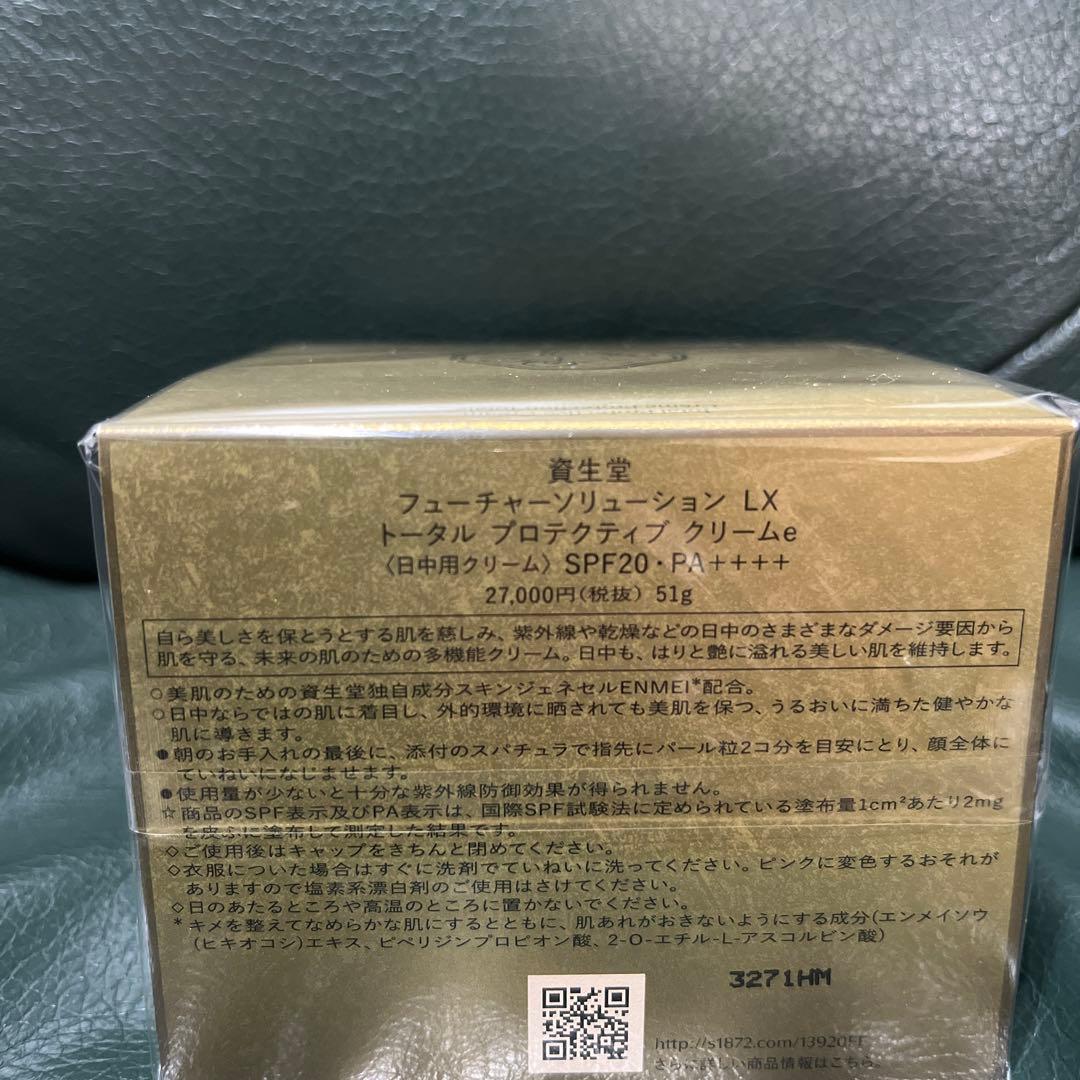 資生堂
フューチャーソリューション LX
トータル プロテクティブ クリームe
〈日中用クリーム〉SPF20・PA++++
27,000円(税抜) 51g
自ら美しさを保とうとする肌を慈しみ、紫外線や乾燥などの日中のさまざまなダメージ要因から
肌を守る、未来の肌のための多機能クリーム。日中も、はりと艶に溢れる美しい肌を維持します。
○美肌のための資生堂独自成分スキンジェネセルENMEI*配合。
○日中ならではの肌に着目し、外的環境に晒されても美肌を保つ、うるおいに満ちた健やかな
肌に導きます。
●朝のお手入れの最後に、添付のスパチュラで指先にパール粒2コ分を目安にとり、顔全体に
ていねいになじませます。
●使用量が少ないと十分な紫外線防御効果が得られません。
☆商品のSPF表示及びPA表示は、国際SPF試験法に定められている塗布量1cm²あたり2mg
を皮ふに塗布して測定した結果です。
◇ご使用後はキャップをきちんと閉めてください。
◇衣服についた場合はすぐに洗剤でていねいに洗ってください。ピンクに変色するおそれが
ありますので塩素系漂白剤のご使用はさけてください。
◇日のあたるところや高温のところに置かないでください。
*キメを整えてなめらかな肌にするとともに、肌あれがおきないようにする成分(エンメイソウ
(ヒキオコシ)エキス、ピペリジンプロピオン酸、2-O-エチル-L-アスコルビン酸)
3271HM
http://s1872.com/13920FF
さらに詳しい商品情報はこちら。